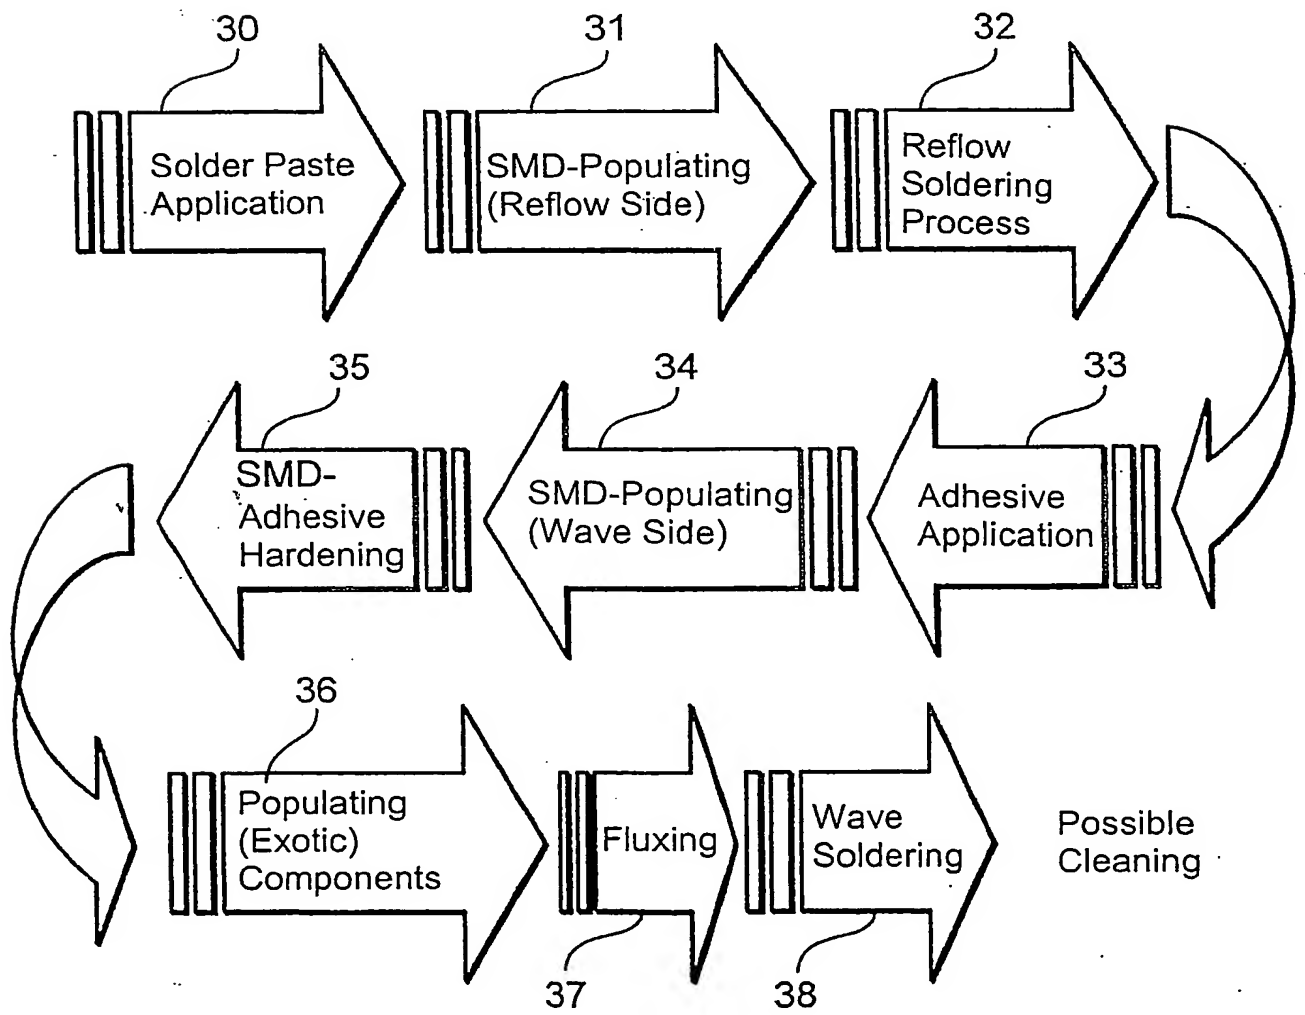 30
31
32
Solder Paste
Application
SMD-Populating
(Reflow Side)
Reflow
Soldering
Process
33
Adhesive
Application
34
SMD-Populating
(Wave Side)
35
SMD-
Adhesive
Hardening
36
Populating
(Exotic)
Components
Fluxing
37
Wave
Soldering
38
Possible
Cleaning